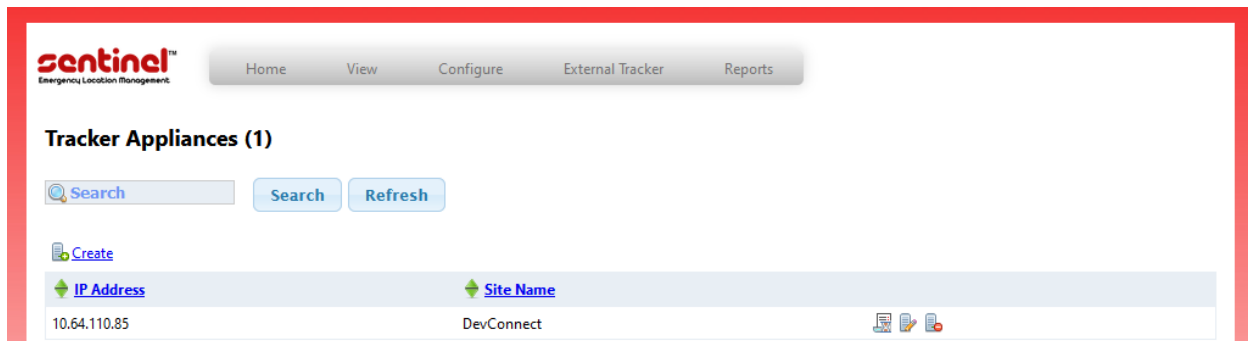 sentinel™
Emergency Location Management
Home View Configure External Tracker Reports
Tracker Appliances (1)
Search Search Refresh
Create
IP Address Site Name
10.64.110.85 DevConnect